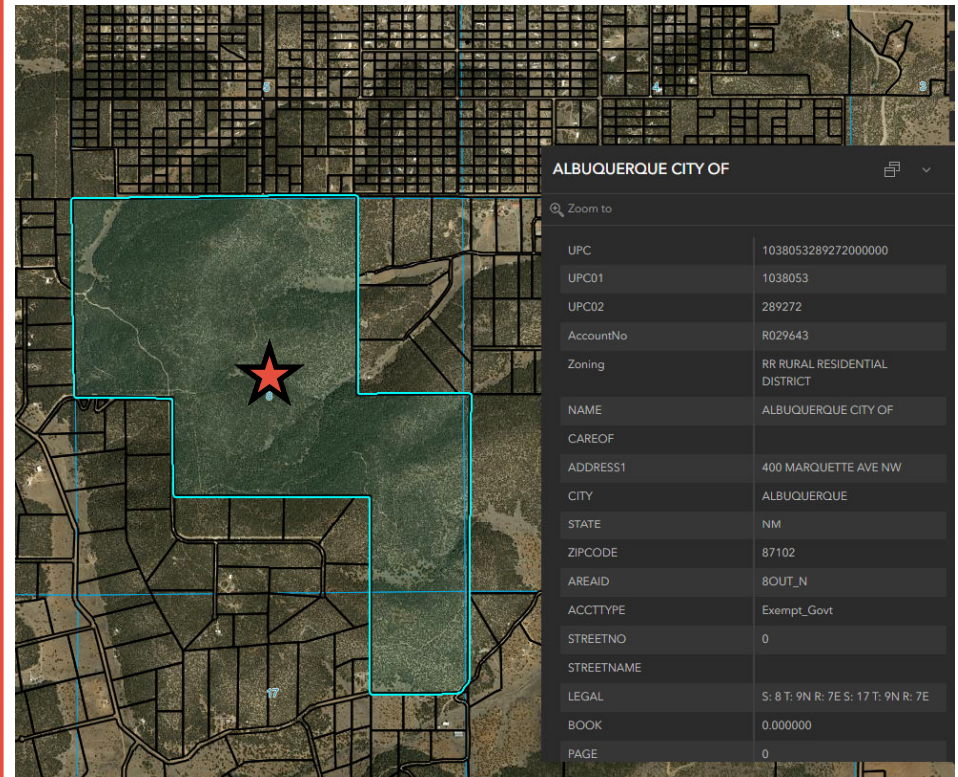 5
4
3
ALBUQUERQUE CITY OF
Zoom to
UPC 1038053289272000000
UPC01 1038053
UPC02 289272
AccountNo R029643
Zoning RR RURAL RESIDENTIAL
DISTRICT
NAME ALBUQUERQUE CITY OF
CAREOF
ADDRESS1 400 MARQUETTE AVE NW
CITY ALBUQUERQUE
STATE NM
ZIPCODE 87102
AREAID 8OUT_N
ACCTTYPE Exempt_Govt
STREETNO 0
STREETNAME
LEGAL S: 8 T: 9N R: 7E S: 17 T: 9N R: 7E
BOOK 0.000000
PAGE 0
8
17